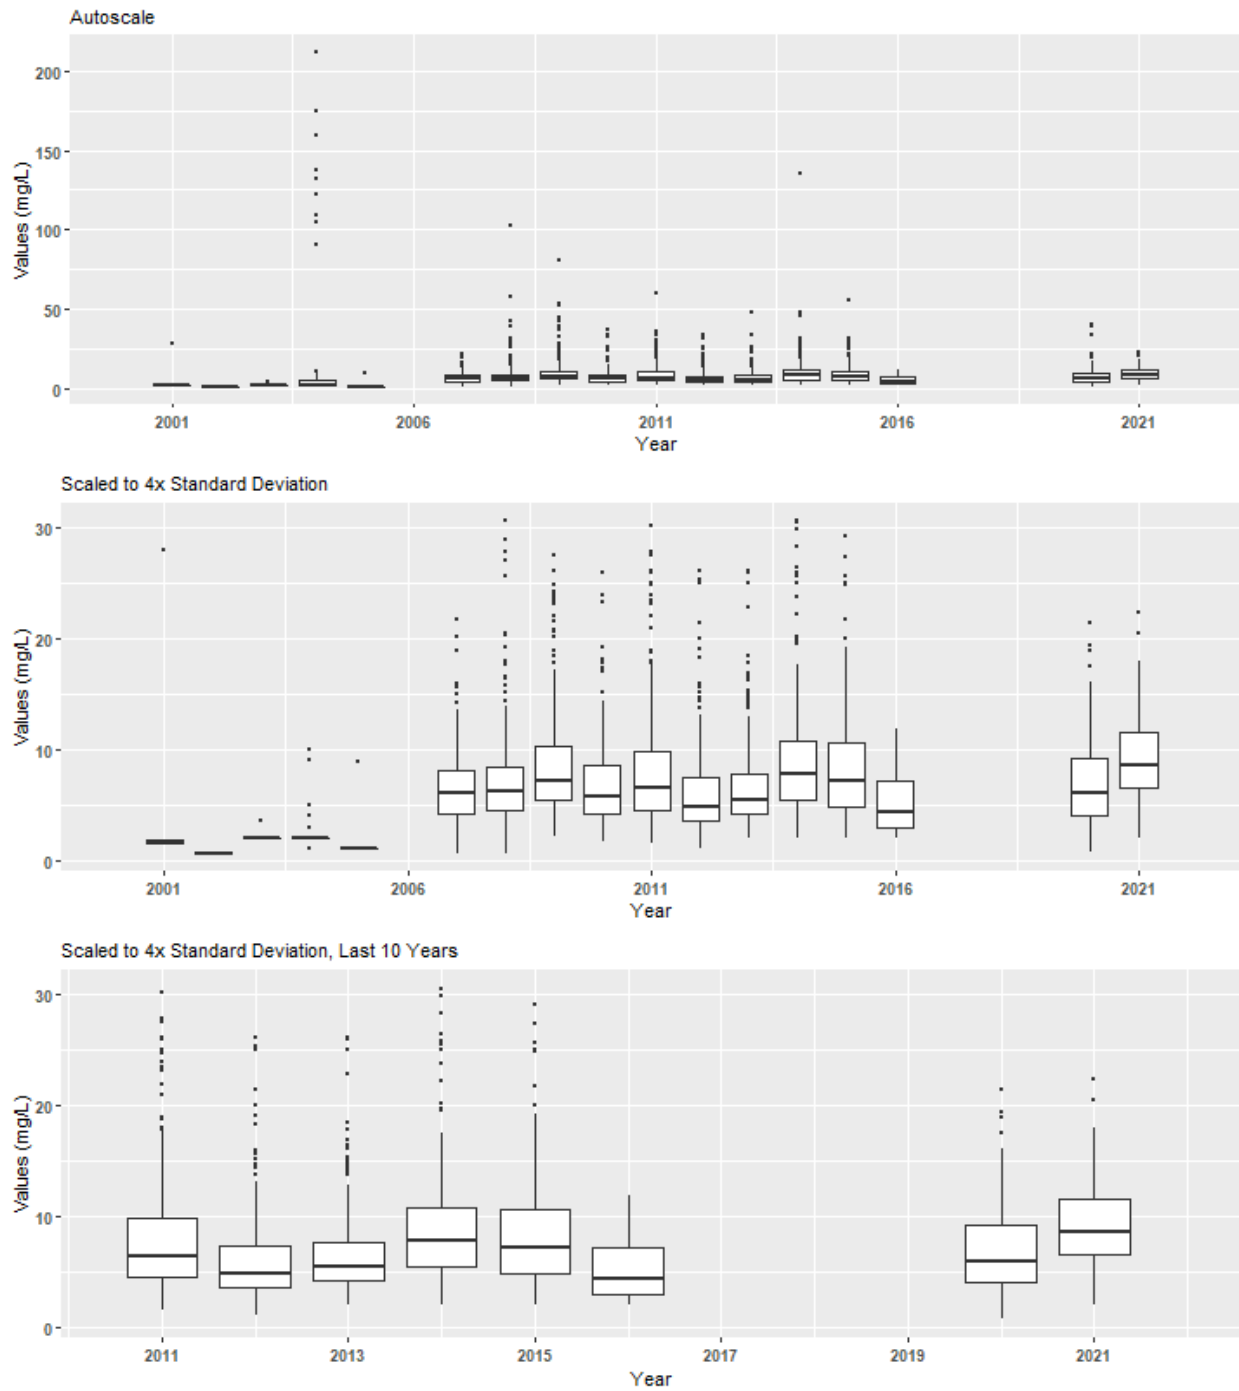 Autoscale
200
150
100
50
0
Values (mg/L)
2001 2006 2011 2016 2021
Year
Scaled to 4x Standard Deviation
30
20
10
0
Values (mg/L)
2001 2006 2011 2016 2021
Year
Scaled to 4x Standard Deviation, Last 10 Years
30
20
10
0
Values (mg/L)
2011 2013 2015 2017 2019 2021
Year